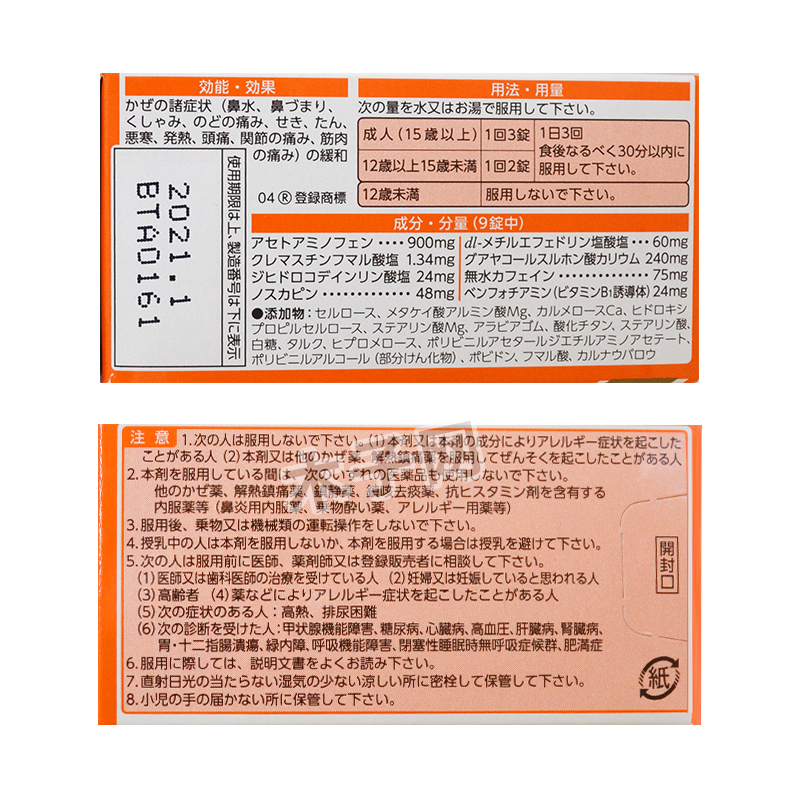 効能・効果
かぜの諸症状（鼻水、鼻づまり、
くしゃみ、のどの痛み、せき、たん、
悪寒、発熱、頭痛、関節の痛み、筋肉
の痛み）の緩和
04 Ⓡ 登録商標
使用期限は上、製造番号は下に表示
2021.1
BTA0161
用法・用量
次の量を水又はお湯で服用して下さい。
成人（15歳以上） 1回3錠 1日3回
食後なるべく30分以内に
服用して下さい。
12歳以上15歳未満 1回2錠
12歳未満 服用しないで下さい。
成分・分量（9錠中）
アセトアミノフェン････900mg
クレマスチンフマル酸塩 1.34mg
ジヒドロコデインリン酸塩 24mg
ノスカピン･･････････48mg
dl-メチルエフェドリン塩酸塩････60mg
グアヤコールスルホン酸カリウム 240mg
無水カフェイン････････････75mg
ベンフォチアミン（ビタミンB1誘導体）24mg
●添加物：セルロース、メタケイ酸アルミン酸Mg、カルメロースCa、ヒドロキシ
プロピルセルロース、ステアリン酸Mg、アラビアゴム、酸化チタン、ステアリン酸、
白糖、タルク、ヒプロメロース、ポリビニルアセタールジエチルアミノアセテート、
ポリビニルアルコール（部分けん化物）、ポビドン、フマル酸、カルナウバロウ
注意
1.次の人は服用しないで下さい。（1）本剤又は本剤の成分によりアレルギー症状を起こした
ことがある人（2）本剤又は他のかぜ薬、解熱鎮痛薬を服用してぜんそくを起こしたことがある人
2.本剤を服用している間は、次のいずれの医薬品も使用しないで下さい。
他のかぜ薬、解熱鎮痛薬、鎮静薬、鎮咳去痰薬、抗ヒスタミン剤を含有する
内服薬等（鼻炎用内服薬、乗物酔い薬、アレルギー用薬等）
3.服用後、乗物又は機械類の運転操作をしないで下さい。
4.授乳中の人は本剤を服用しないか、本剤を服用する場合は授乳を避けて下さい。
5.次の人は服用前に医師、薬剤師又は登録販売者に相談して下さい。
（1）医師又は歯科医師の治療を受けている人（2）妊婦又は妊娠していると思われる人
（3）高齢者（4）薬などによりアレルギー症状を起こしたことがある人
（5）次の症状のある人：高熱、排尿困難
（6）次の診断を受けた人：甲状腺機能障害、糖尿病、心臓病、高血圧、肝臓病、腎臓病、
胃・十二指腸潰瘍、緑内障、呼吸機能障害、閉塞性睡眠時無呼吸症候群、肥満症
6.服用に際しては、説明文書をよくお読み下さい。
7.直射日光の当たらない湿気の少ない涼しい所に密栓して保管して下さい。
8.小児の手の届かない所に保管して下さい。
開封口
紙